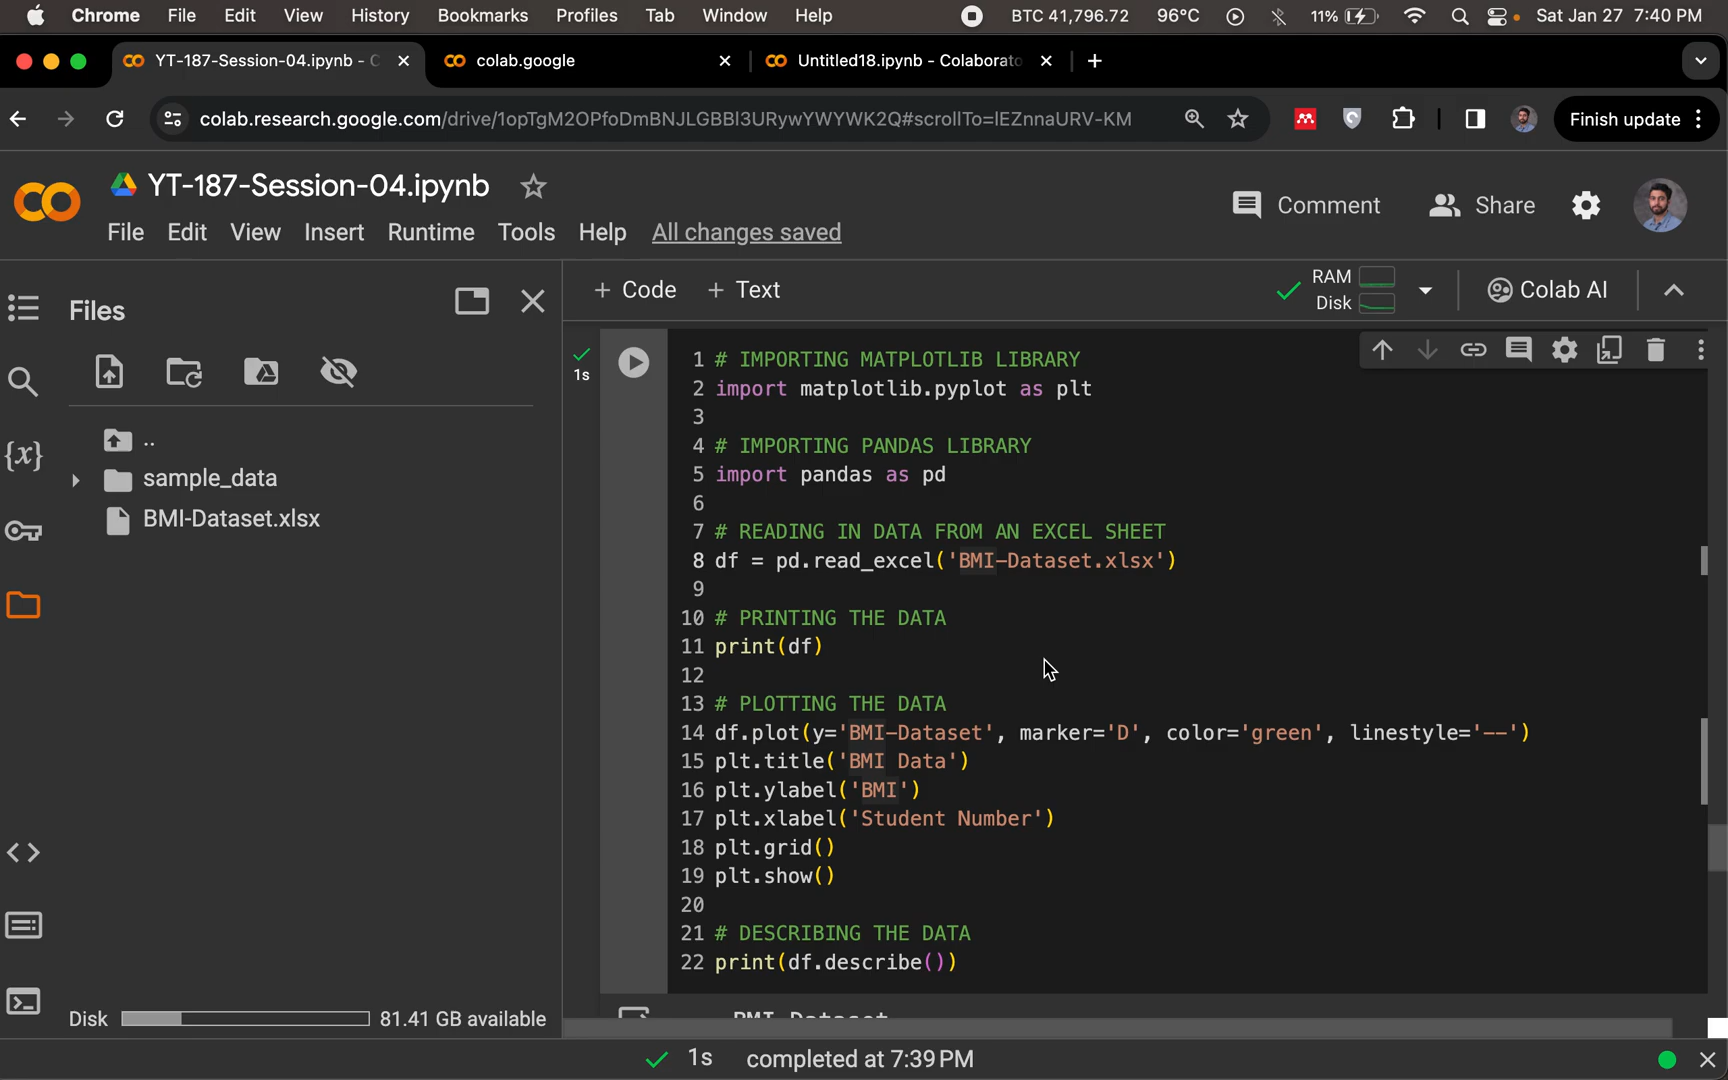 Chrome File Edit View History Bookmarks Profiles Tab Window Help BTC 41,796.72 96°C 11% Sat Jan 27 7:40 PM
YT-187-Session-04.ipynb - C colab.google Untitled18.ipynb - Colaborato
colab.research.google.com/drive/1opTgM2OPfoDmBNJLGBBl3URywYWYWK2Q#scrollTo=lEZnnaURV-KM Finish update
YT-187-Session-04.ipynb
Comment Share
File Edit View Insert Runtime Tools Help All changes saved
Files
+ Code + Text
RAM
Disk
Colab AI
..
sample_data
BMI-Dataset.xlsx
{x}
Disk 81.41 GB available
1s
1 # IMPORTING MATPLOTLIB LIBRARY
2 import matplotlib.pyplot as plt
3
4 # IMPORTING PANDAS LIBRARY
5 import pandas as pd
6
7 # READING IN DATA FROM AN EXCEL SHEET
8 df = pd.read_excel('BMI-Dataset.xlsx')
9
10 # PRINTING THE DATA
11 print(df)
12
13 # PLOTTING THE DATA
14 df.plot(y='BMI-Dataset', marker='D', color='green', linestyle='--')
15 plt.title('BMI Data')
16 plt.ylabel('BMI')
17 plt.xlabel('Student Number')
18 plt.grid()
19 plt.show()
20
21 # DESCRIBING THE DATA
22 print(df.describe())
BMI Dataset
1s completed at 7:39 PM